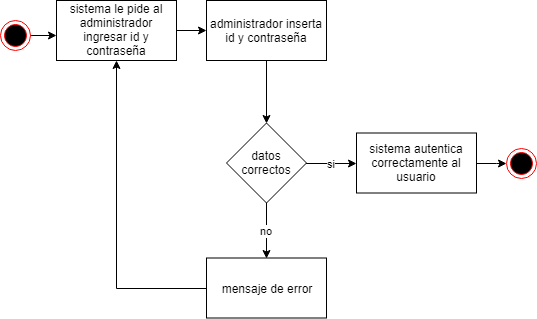 sistema le pide al
administrador
ingresar id y
contraseña
administrador inserta
id y contraseña
datos
correctos
si
sistema autentica
correctamente al
usuario
no
mensaje de error